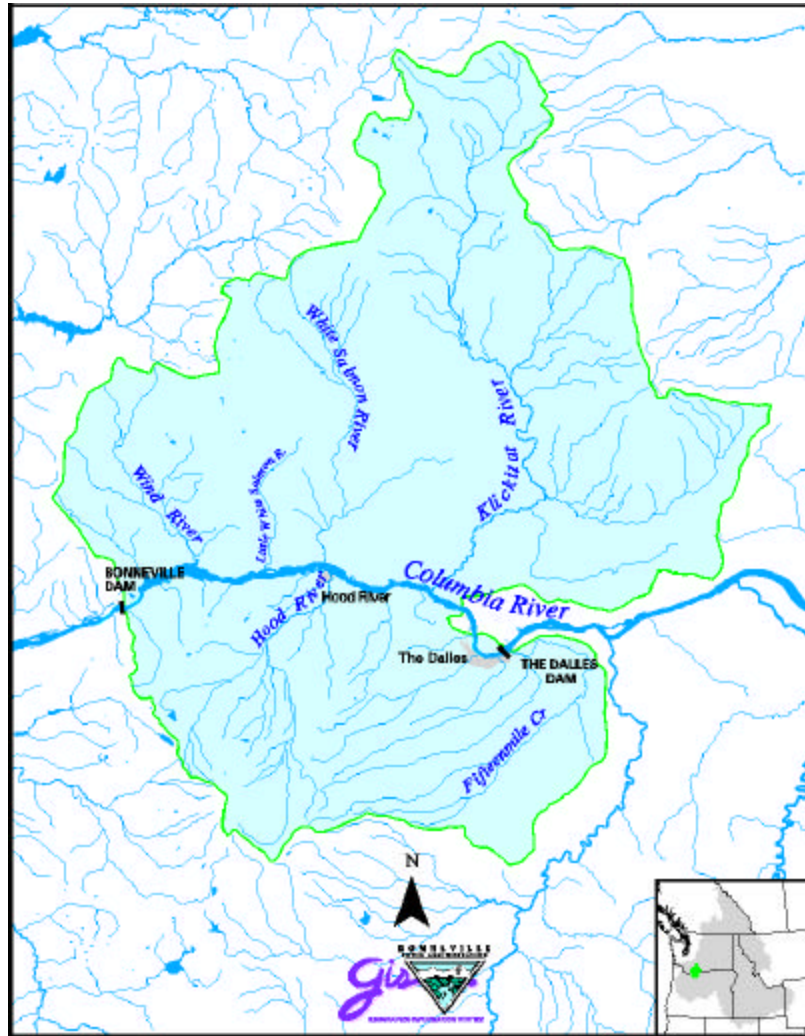 White Salmon River
Klickitat River
Wind River
Little White Salmon R.
BONNEVILLE
DAM
Columbia River
Hood River
Hood River
The Dalles
THE DALLES
DAM
Fifteenmile Cr
N
BONNEVILLE
gis